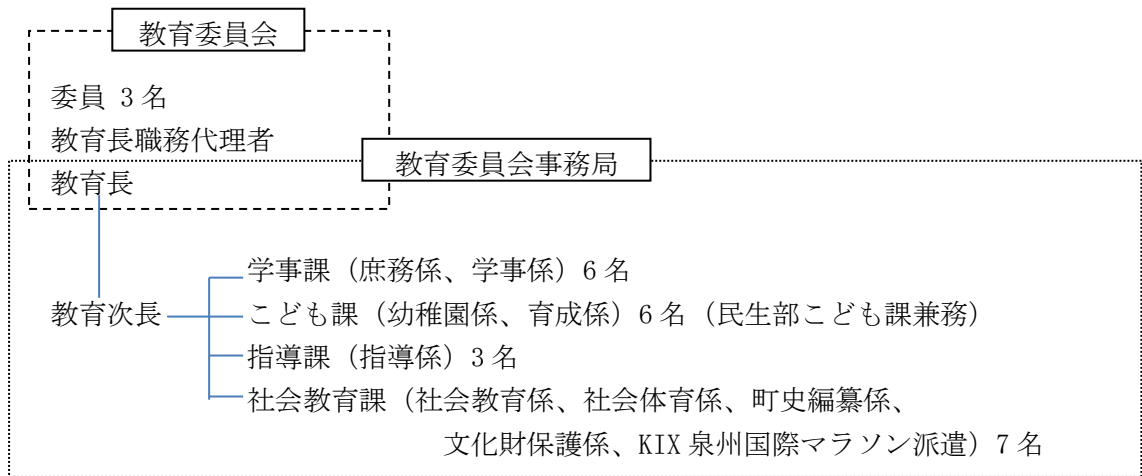 教育委員会
委員 3名
教育長職務代理者
教育委員会事務局
教育長
学事課（庶務係、学事係）6名
教育次長
こども課（幼稚園係、育成係）6名（民生部こども課兼務）
指導課（指導係）3名
社会教育課（社会教育係、社会体育係、町史編纂係、
文化財保護係、KIX泉州国際マラソン派遣）7名